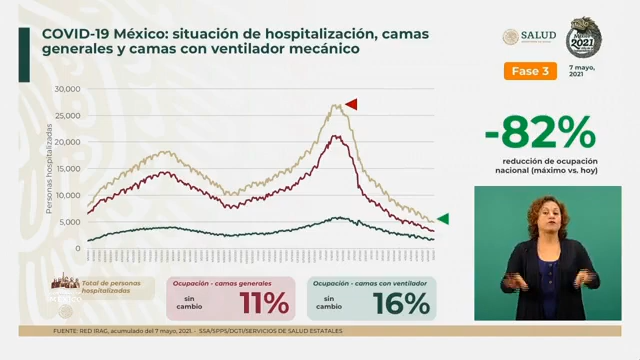 COVID-19 México: situación de hospitalización, camas
generales y camas con ventilador mecánico
SALUD
México
2021
Fase 3
7 mayo,
2021
30,000
25,000
20,000
15,000
10,000
5,000
0
Personas hospitalizadas
-82%
reducción de ocupación
nacional (máximo vs. hoy)
Total de personas
hospitalizadas
Ocupación - camas generales
sin
cambio
11%
Ocupación - camas con ventilador
sin
cambio
16%
FUENTE: RED IRAG, acumulado del 7 mayo, 2021. - SSA/SPPS/DGTI/SERVICIOS DE SALUD ESTATALES